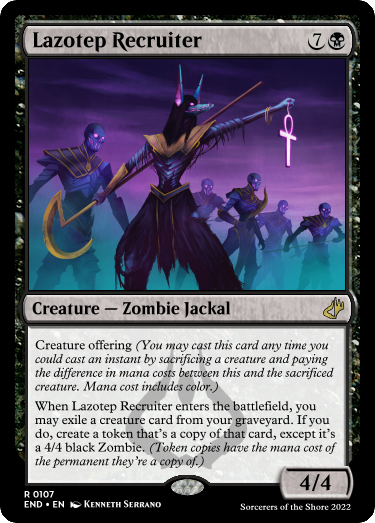 Lazotep Recruiter 7
Creature — Zombie Jackal
Creature offering (You may cast this card any time you
could cast an instant by sacrificing a creature and paying
the difference in mana costs between this and the sacrificed
creature. Mana cost includes color.)
When Lazotep Recruiter enters the battlefield, you
may exile a creature card from your graveyard. If you
do, create a token that's a copy of that card, except it's
a 4/4 black Zombie. (Token copies have the mana cost of
the permanent they're a copy of.)
4/4
R 0107
END • EN Kenneth Serrano
Sorcerers of the Shore 2022